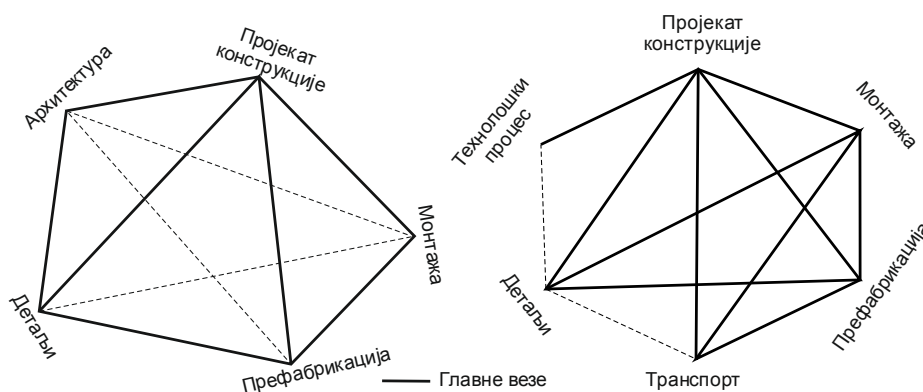 Архитектура
Пројекат
конструкције
Монтажа
Детаљи
Префабрикација
Главне везе
Пројекат
конструкције
Технолошки
процес
Монтажа
Детаљи
Префабрикација
Транспорт